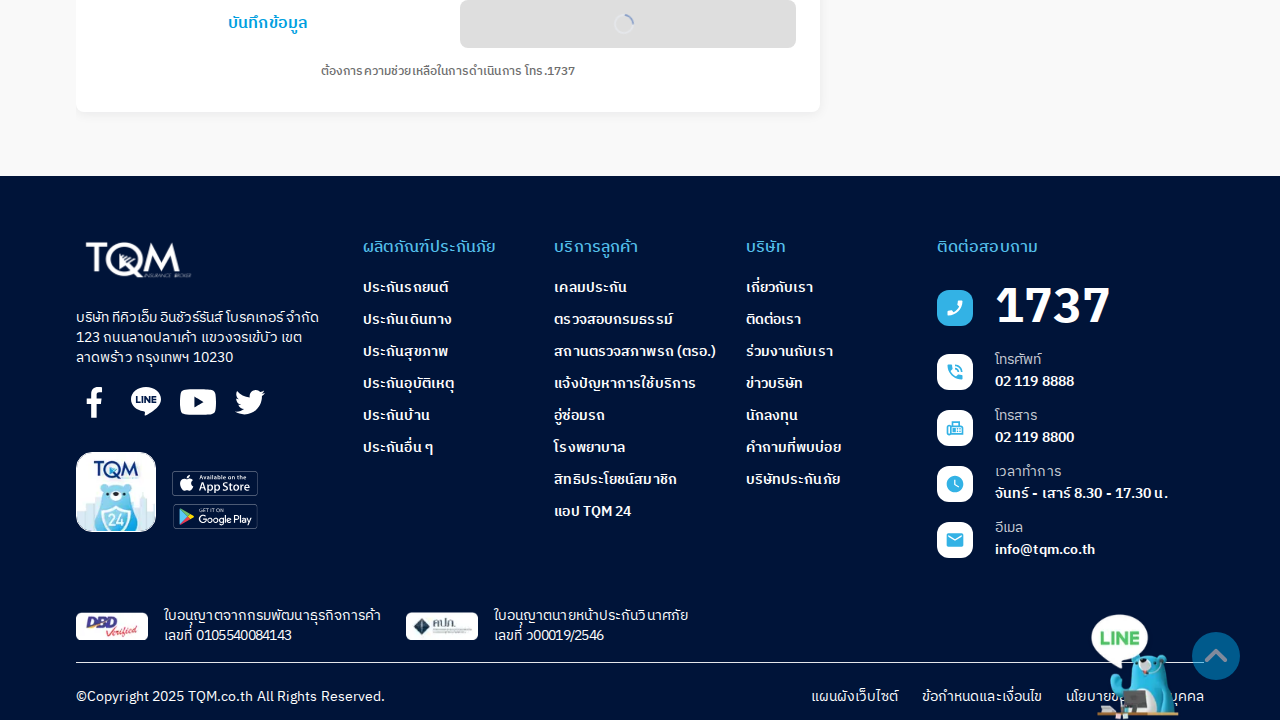 บันทึกข้อมูล
ต้องการความช่วยเหลือในการดำเนินการ โทร.1737
TQM
INSURANCE BROKER
บริษัท ทีคิวเอ็ม อินชัวร์รันส์ โบรคเกอร์ จำกัด
123 ถนนลาดปลาเค้า แขวงจรเข้บัว เขต
ลาดพร้าว กรุงเทพฯ 10230
LINE
TQM
24
Available on the
App Store
GET IT ON
Google Play
ผลิตภัณฑ์ประกันภัย
ประกันรถยนต์
ประกันเดินทาง
ประกันสุขภาพ
ประกันอุบัติเหตุ
ประกันบ้าน
ประกันอื่น ๆ
บริการลูกค้า
เคลมประกัน
ตรวจสอบกรมธรรม์
สถานตรวจสภาพรถ (ตรอ.)
แจ้งปัญหาการใช้บริการ
อู่ซ่อมรถ
โรงพยาบาล
สิทธิประโยชน์สมาชิก
แอป TQM 24
บริษัท
เกี่ยวกับเรา
ติดต่อเรา
ร่วมงานกับเรา
ข่าวบริษัท
นักลงทุน
คำถามที่พบบ่อย
บริษัทประกันภัย
ติดต่อสอบถาม
1737
โทรศัพท์
02 119 8888
โทรสาร
02 119 8800
เวลาทำการ
จันทร์ - เสาร์ 8.30 - 17.30 น.
อีเมล
info@tqm.co.th
DBD
Verified
ใบอนุญาตจากกรมพัฒนาธุรกิจการค้า
เลขที่ 0105540084143
คปภ.
ใบอนุญาตนายหน้าประกันวินาศภัย
เลขที่ ว00019/2546
LINE
©Copyright 2025 TQM.co.th All Rights Reserved.
แผนผังเว็บไซต์
ข้อกำหนดและเงื่อนไข